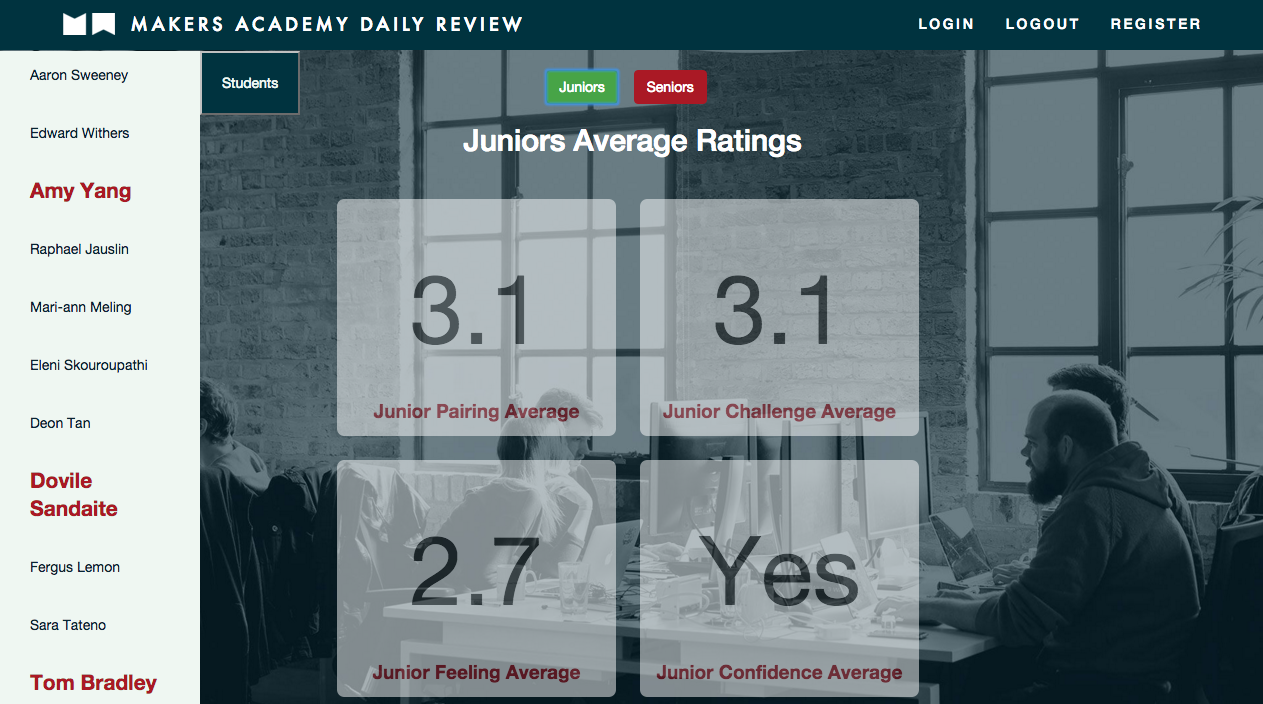 MAKERS ACADEMY DAILY REVIEW
LOGIN
LOGOUT
REGISTER
Aaron Sweeney
Edward Withers
Amy Yang
Raphael Jauslin
Mari-ann Meling
Eleni Skouroupathi
Deon Tan
Dovile
Sandaite
Fergus Lemon
Sara Tateno
Tom Bradley
Students
Juniors
Seniors
Juniors Average Ratings
3.1
Junior Pairing Average
3.1
Junior Challenge Average
2.7
Junior Feeling Average
Yes
Junior Confidence Average